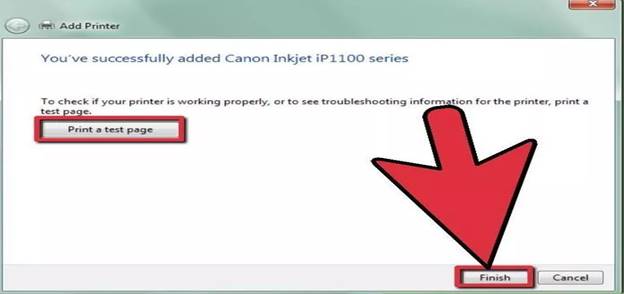 Add Printer
You've successfully added Canon Inkjet iP1100 series
To check if your printer is working properly, or to see troubleshooting information for the printer, print a
test page.
Print a test page
Finish
Cancel